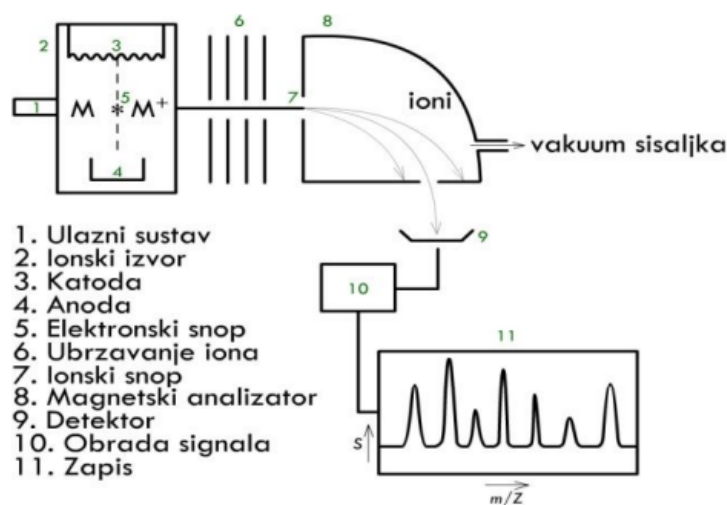 6
8
2
3
ioni
1
M
5
*
M+
7
vakuum sisaljka
4
9
1. Ulazni sustav
2. Ionski izvor
3. Katoda
4. Anoda
5. Elektronski snop
6. Ubrzavanje iona
7. Ionski snop
8. Magnetski analizator
9. Detektor
10. Obrada signala
11. Zapis
10
11
S
m/Z